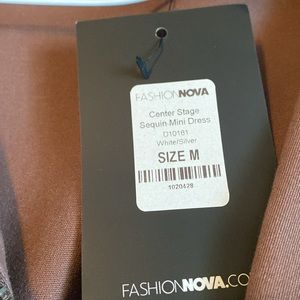 FASHIONNOVA
Center Stage
Sequin Mini Dress
D10161
White/Silver
SIZE M
1020428
FASHIONNOVA.CO